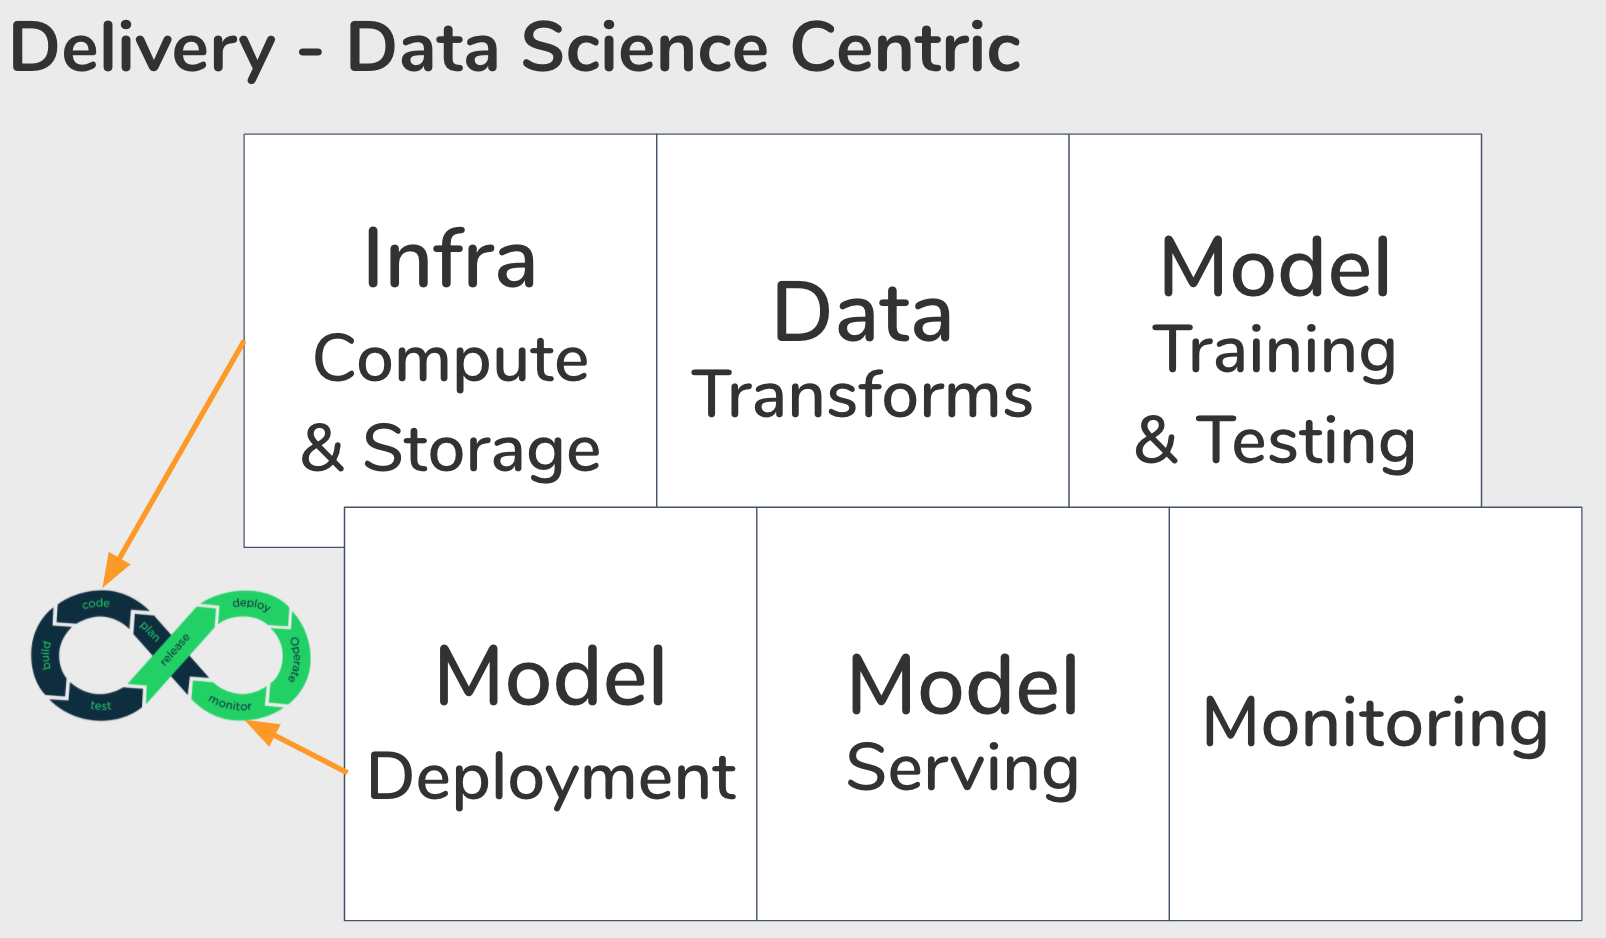 Delivery - Data Science Centric
Infra
Compute
& Storage
Data
Transforms
Model
Training
& Testing
code
plan
build
test
release
deploy
Operate
monitor
Model
Deployment
Model
Serving
Monitoring